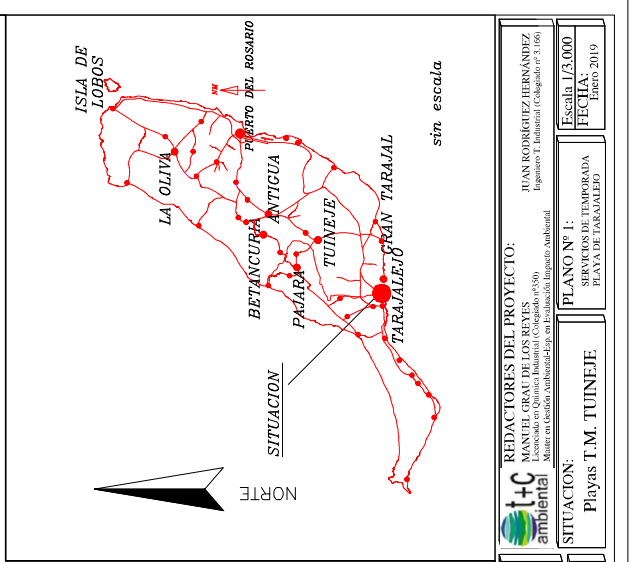 ISLA DE
LOBOS
NM
PUERTO DEL ROSARIO
sin escala
LA OLIVA
ANTIGUA
BETANCURIA
TUINEJE
GRAN TARAJAL
PAJARA
TARAJALEJO
SITUACION
NORTE
t+c
ambiental
REDACTORES DEL PROYECTO:
MANUEL GRAU DE LOS REYES
Licenciado en Química Industrial (Colegiado nº350)
Master en Gestión Ambiental-Esp. en Evaluación Impacto Ambiental
JUAN RODRÍGUEZ HERNÁNDEZ
Ingeniero T. Industrial (Colegiado nº 3.166)
SITUACION:
Playas T.M. TUINEJE
PLANO Nº 1:
SERVICIOS DE TEMPORADA
PLAYA DE TARAJALEJO
Escala 1/3.000
FECHA:
Enero 2019